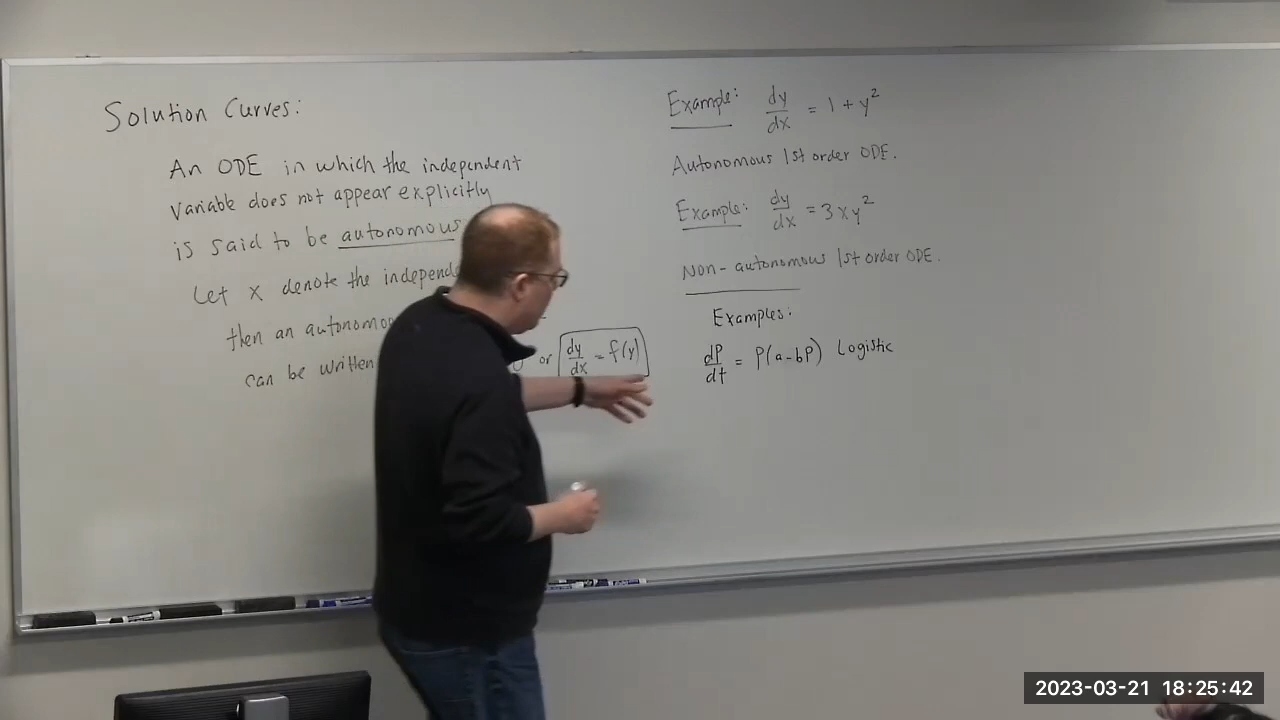 Solution Curves:
An ODE in which the independent
variable does not appear explicitly
is said to be autonomous
Let x denote the
then an
can be written
or dy/dx = f(y)
Example: dy/dx = 1 + y²
Autonomous 1st order ODE.
Example: dy/dx = 3xy²
Non-autonomous 1st order ODE.
Examples:
dP/dt = P(a-bP) Logistic
2023-03-21 18:25:42